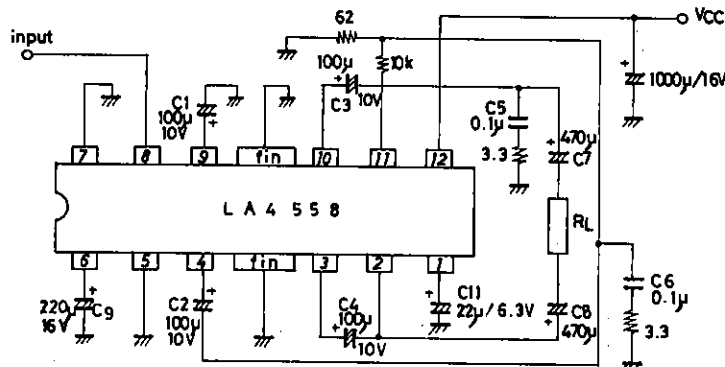 62
VCC
input
100μ
10k
1000μ/16V
C1
100μ
10V
C3
10V
C5
0.1μ
3.3
470μ
C7
7
8
9
fin
10
11
12
LA4558
RL
6
5
4
fin
3
2
1
220μ
16V
C9
C2
100μ
10V
C4
100μ
10V
C11
22μ/6.3V
C8
470μ
C6
0.1μ
3.3